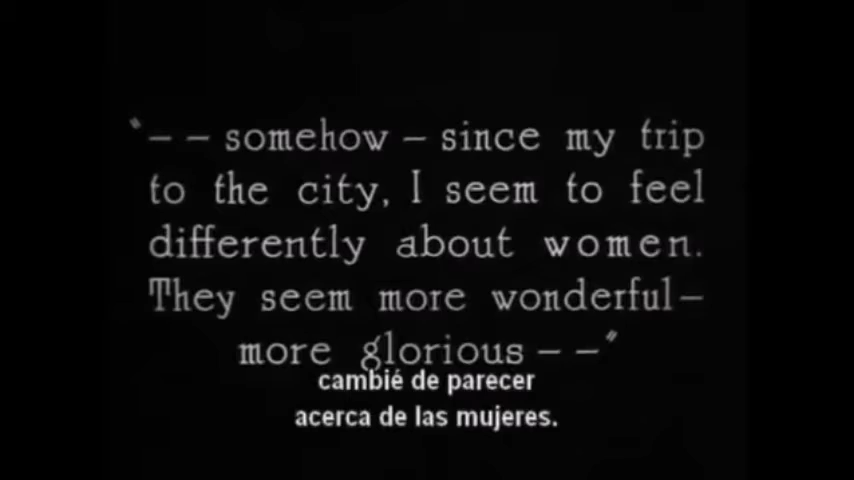 "-- somehow – since my trip
to the city, I seem to feel
differently about women.
They seem more wonderful–
more glorious --"
cambié de parecer
acerca de las mujeres.